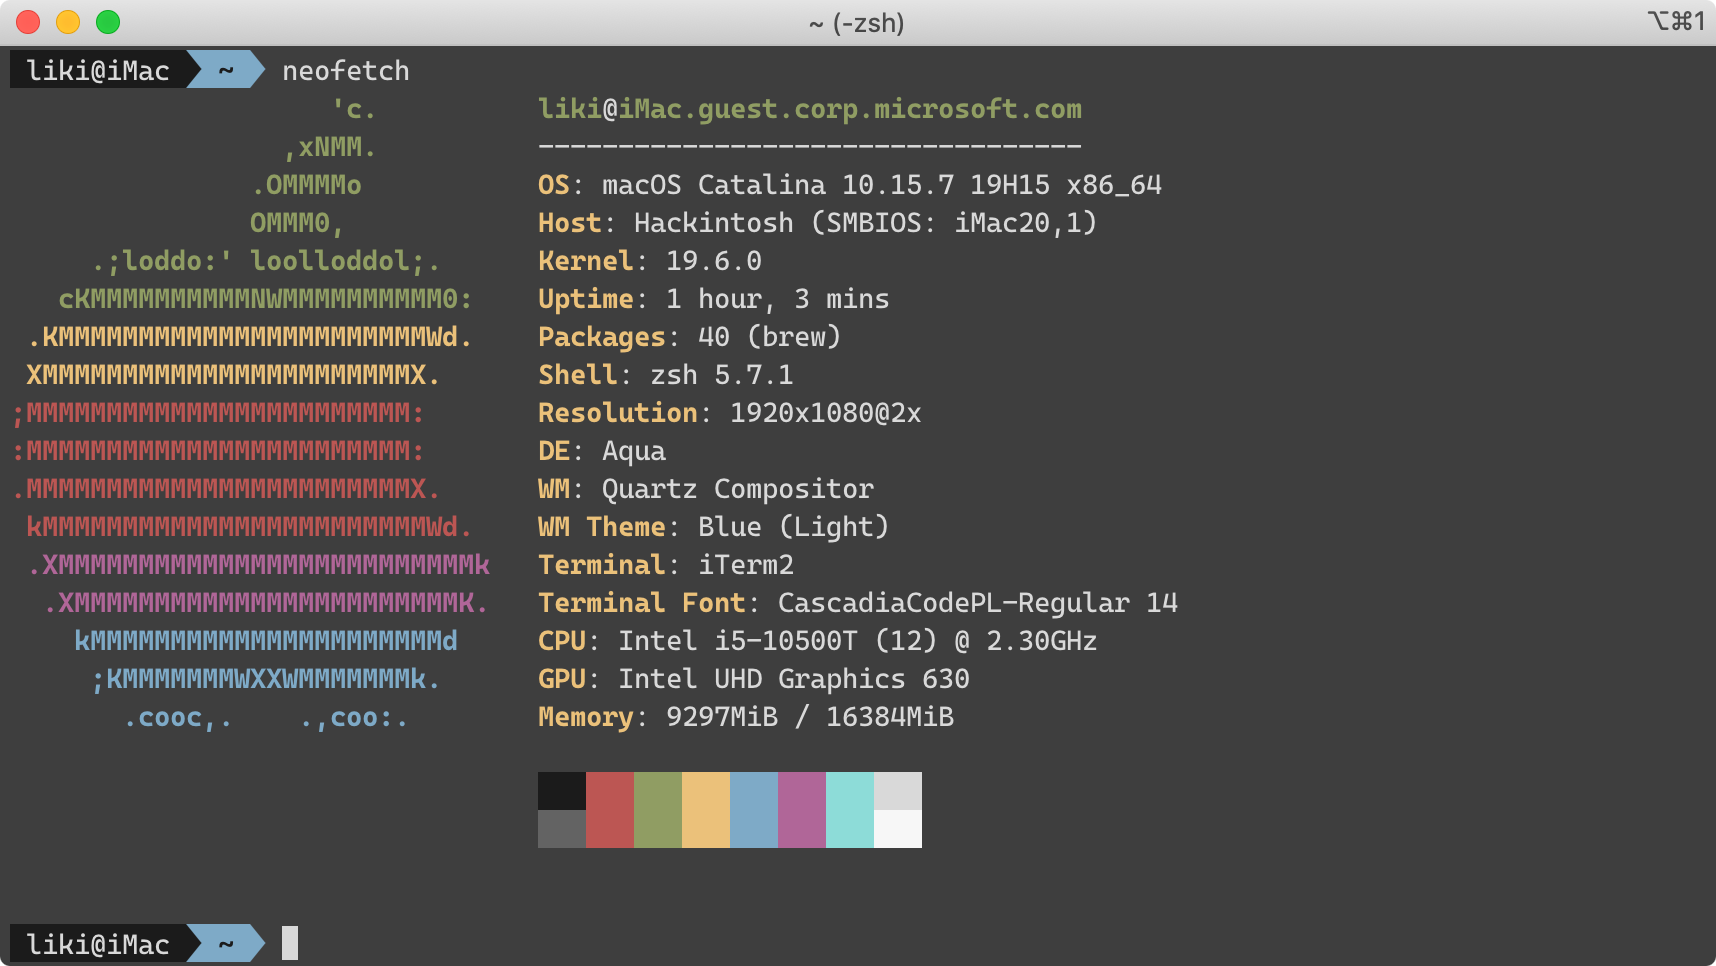 ~ (-zsh)
⌥⌘1
liki@iMac ~ neofetch
'c.
,xNMM.
.OMMMMo
OMMM0,
.;loddo:' loolloddol;.
cKMMMMMMMMMMNWMMMMMMMMMM0:
.KMMMMMMMMMMMMMMMMMMMMMMMWd.
XMMMMMMMMMMMMMMMMMMMMMMMX.
;MMMMMMMMMMMMMMMMMMMMMMMM:
:MMMMMMMMMMMMMMMMMMMMMMMM:
.MMMMMMMMMMMMMMMMMMMMMMMMX.
kMMMMMMMMMMMMMMMMMMMMMMMMWd.
.XMMMMMMMMMMMMMMMMMMMMMMMMMMk
.XMMMMMMMMMMMMMMMMMMMMMMMMK.
kMMMMMMMMMMMMMMMMMMMMMMd
;KMMMMMMMWXXWMMMMMMMk.
.cooc,. .,coo:.
liki@iMac.guest.corp.microsoft.com
----------------------------------
OS: macOS Catalina 10.15.7 19H15 x86_64
Host: Hackintosh (SMBIOS: iMac20,1)
Kernel: 19.6.0
Uptime: 1 hour, 3 mins
Packages: 40 (brew)
Shell: zsh 5.7.1
Resolution: 1920x1080@2x
DE: Aqua
WM: Quartz Compositor
WM Theme: Blue (Light)
Terminal: iTerm2
Terminal Font: CascadiaCodePL-Regular 14
CPU: Intel i5-10500T (12) @ 2.30GHz
GPU: Intel UHD Graphics 630
Memory: 9297MiB / 16384MiB
liki@iMac ~